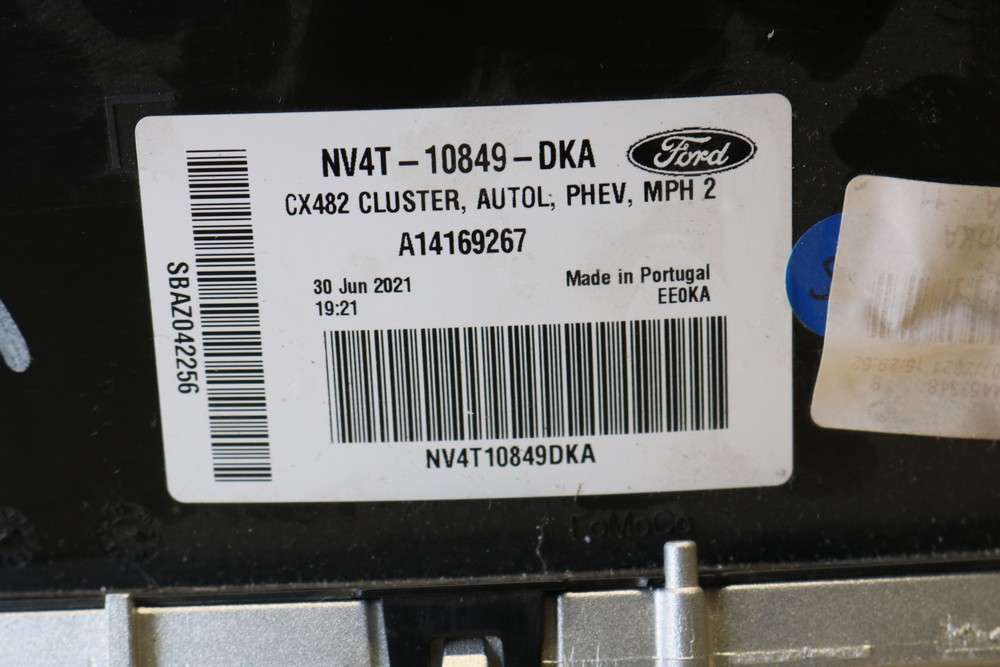 NV4T-10849-DKA
Ford
CX482 CLUSTER, AUTOL, PHEV, MPH 2
A14169267
30 Jun 2021
19:21
Made in Portugal
EE0KA
SBAZ042256
NV4T10849DKA
FoMoCo